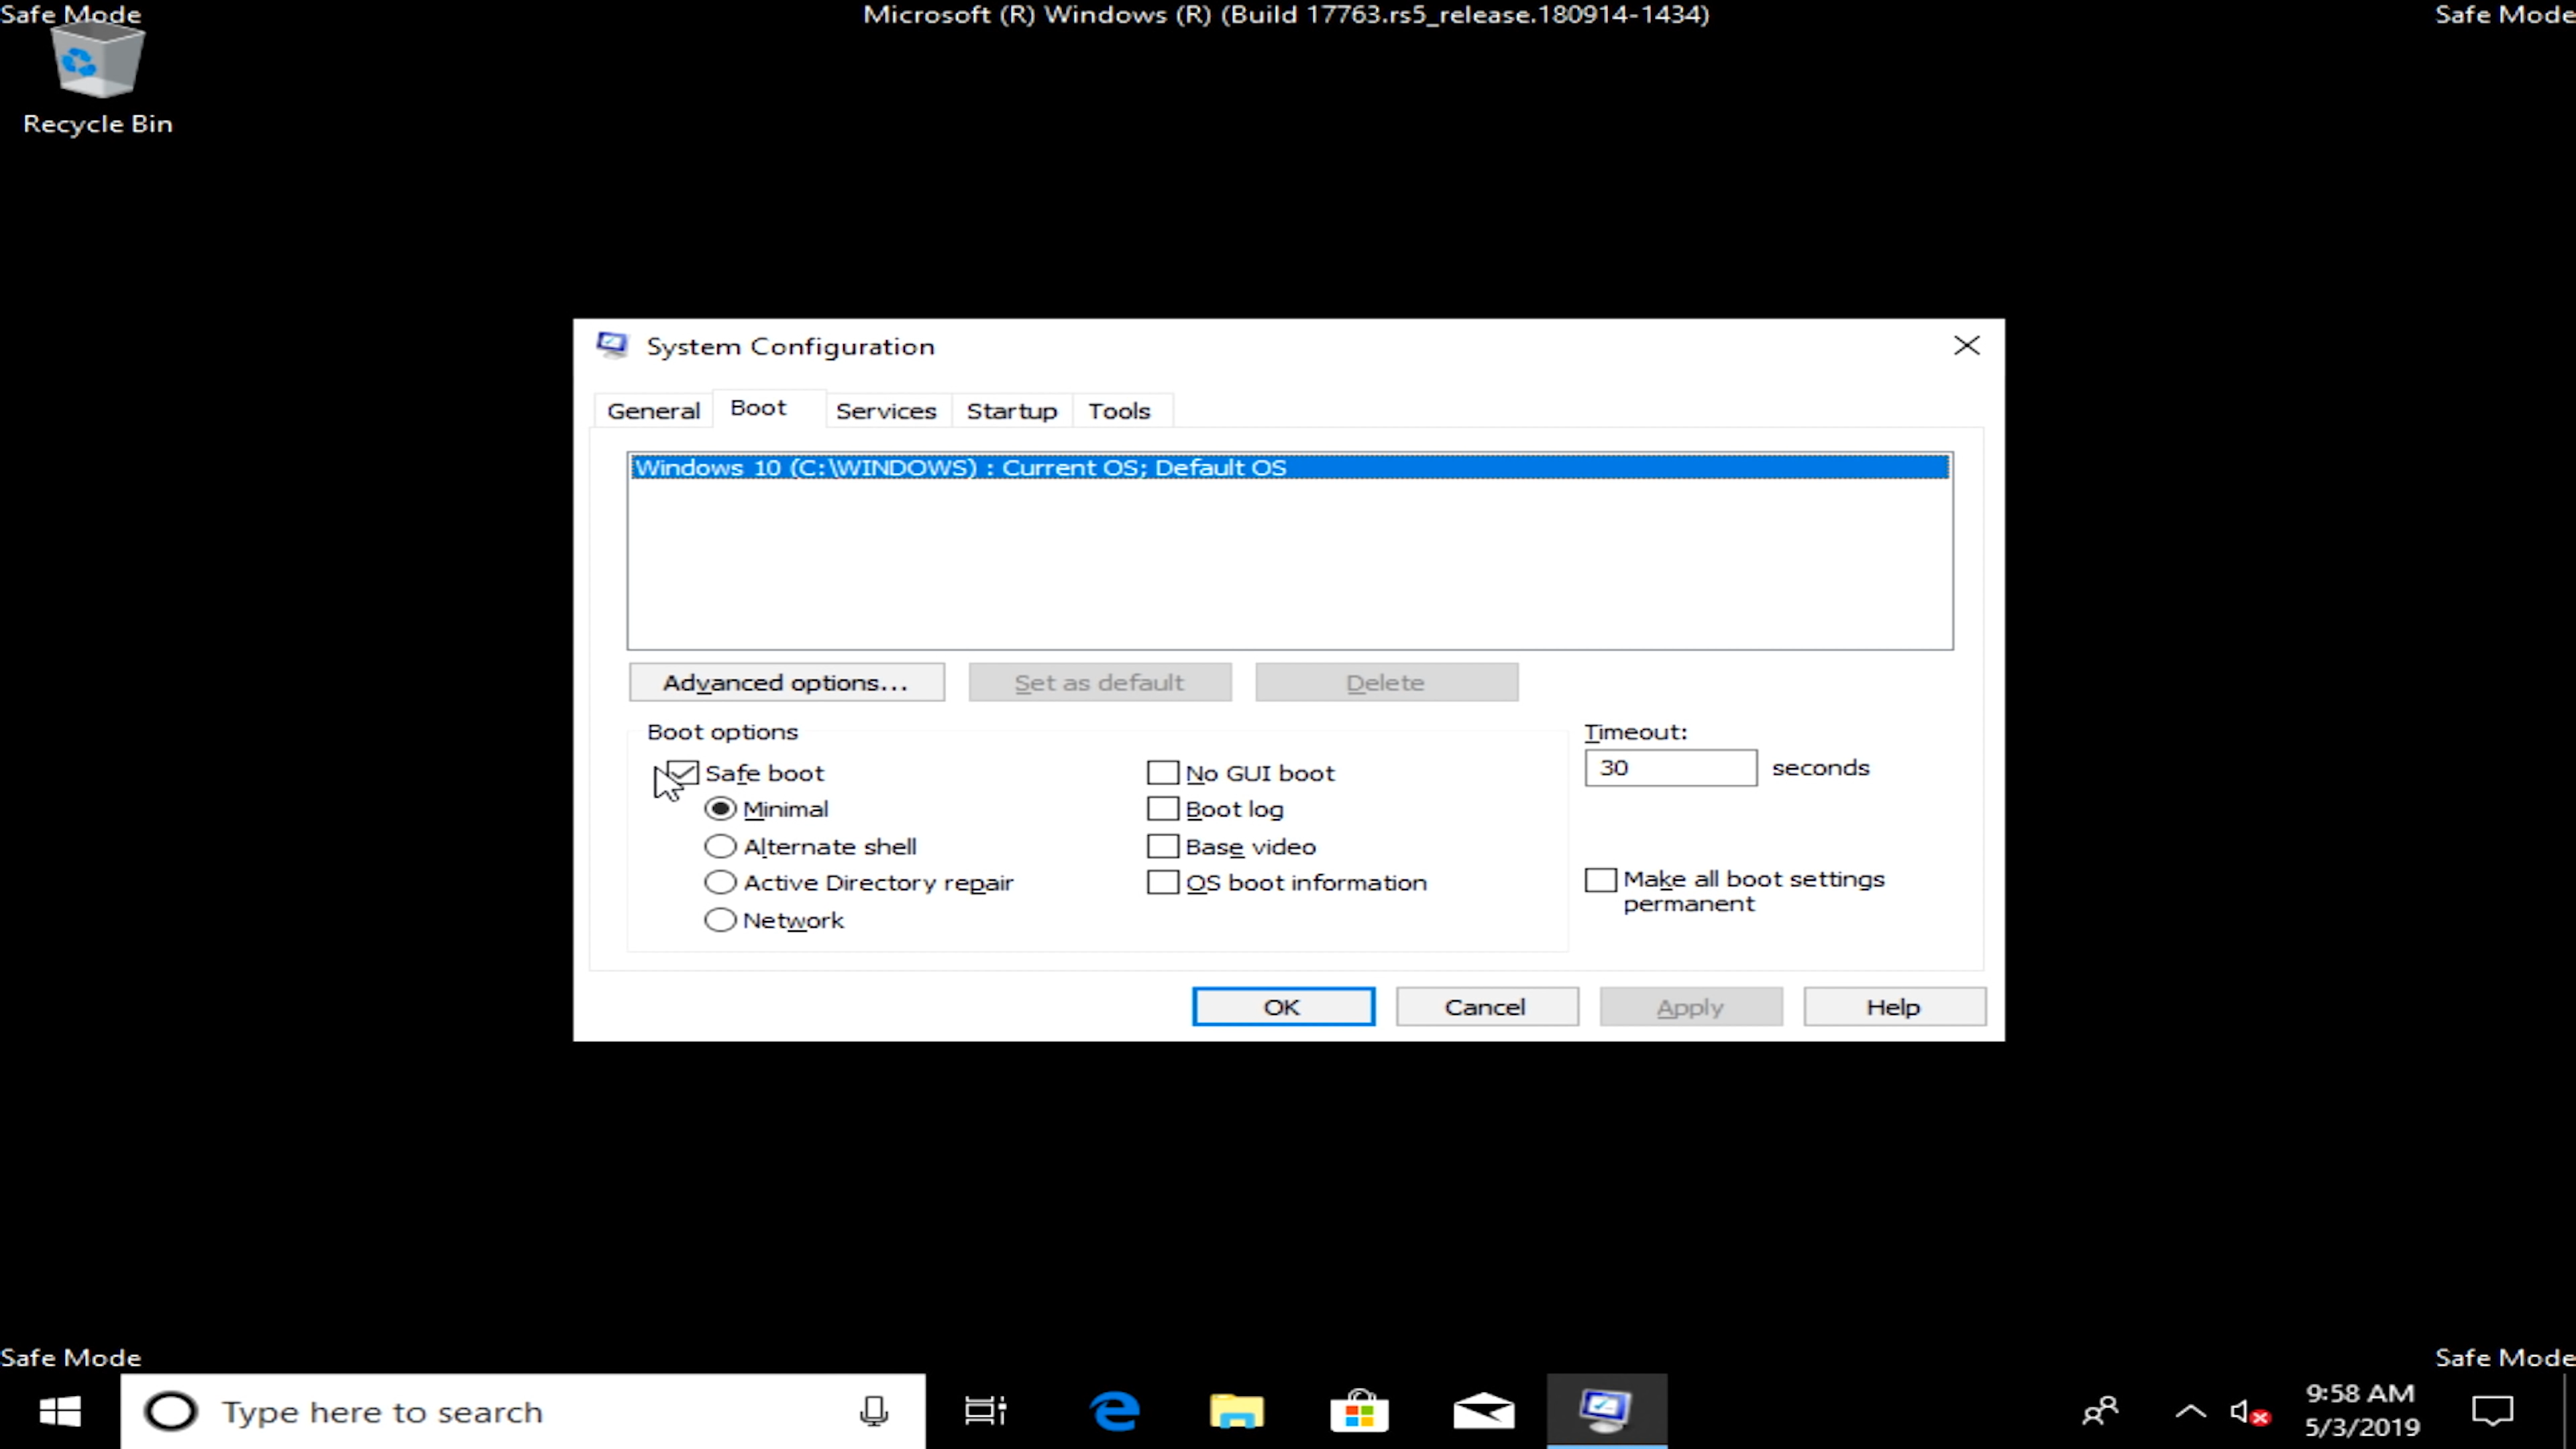 Safe Mode
Microsoft (R) Windows (R) (Build 17763.rs5_release.180914-1434)
Safe Mode
Recycle Bin
System Configuration
General
Boot
Services
Startup
Tools
Windows 10 (C:\WINDOWS) : Current OS; Default OS
Advanced options...
Set as default
Delete
Boot options
Safe boot
Minimal
Alternate shell
Active Directory repair
Network
No GUI boot
Boot log
Base video
OS boot information
Timeout:
30 seconds
Make all boot settings
permanent
OK
Cancel
Apply
Help
Safe Mode
Safe Mode
Type here to search
9:58 AM
5/3/2019